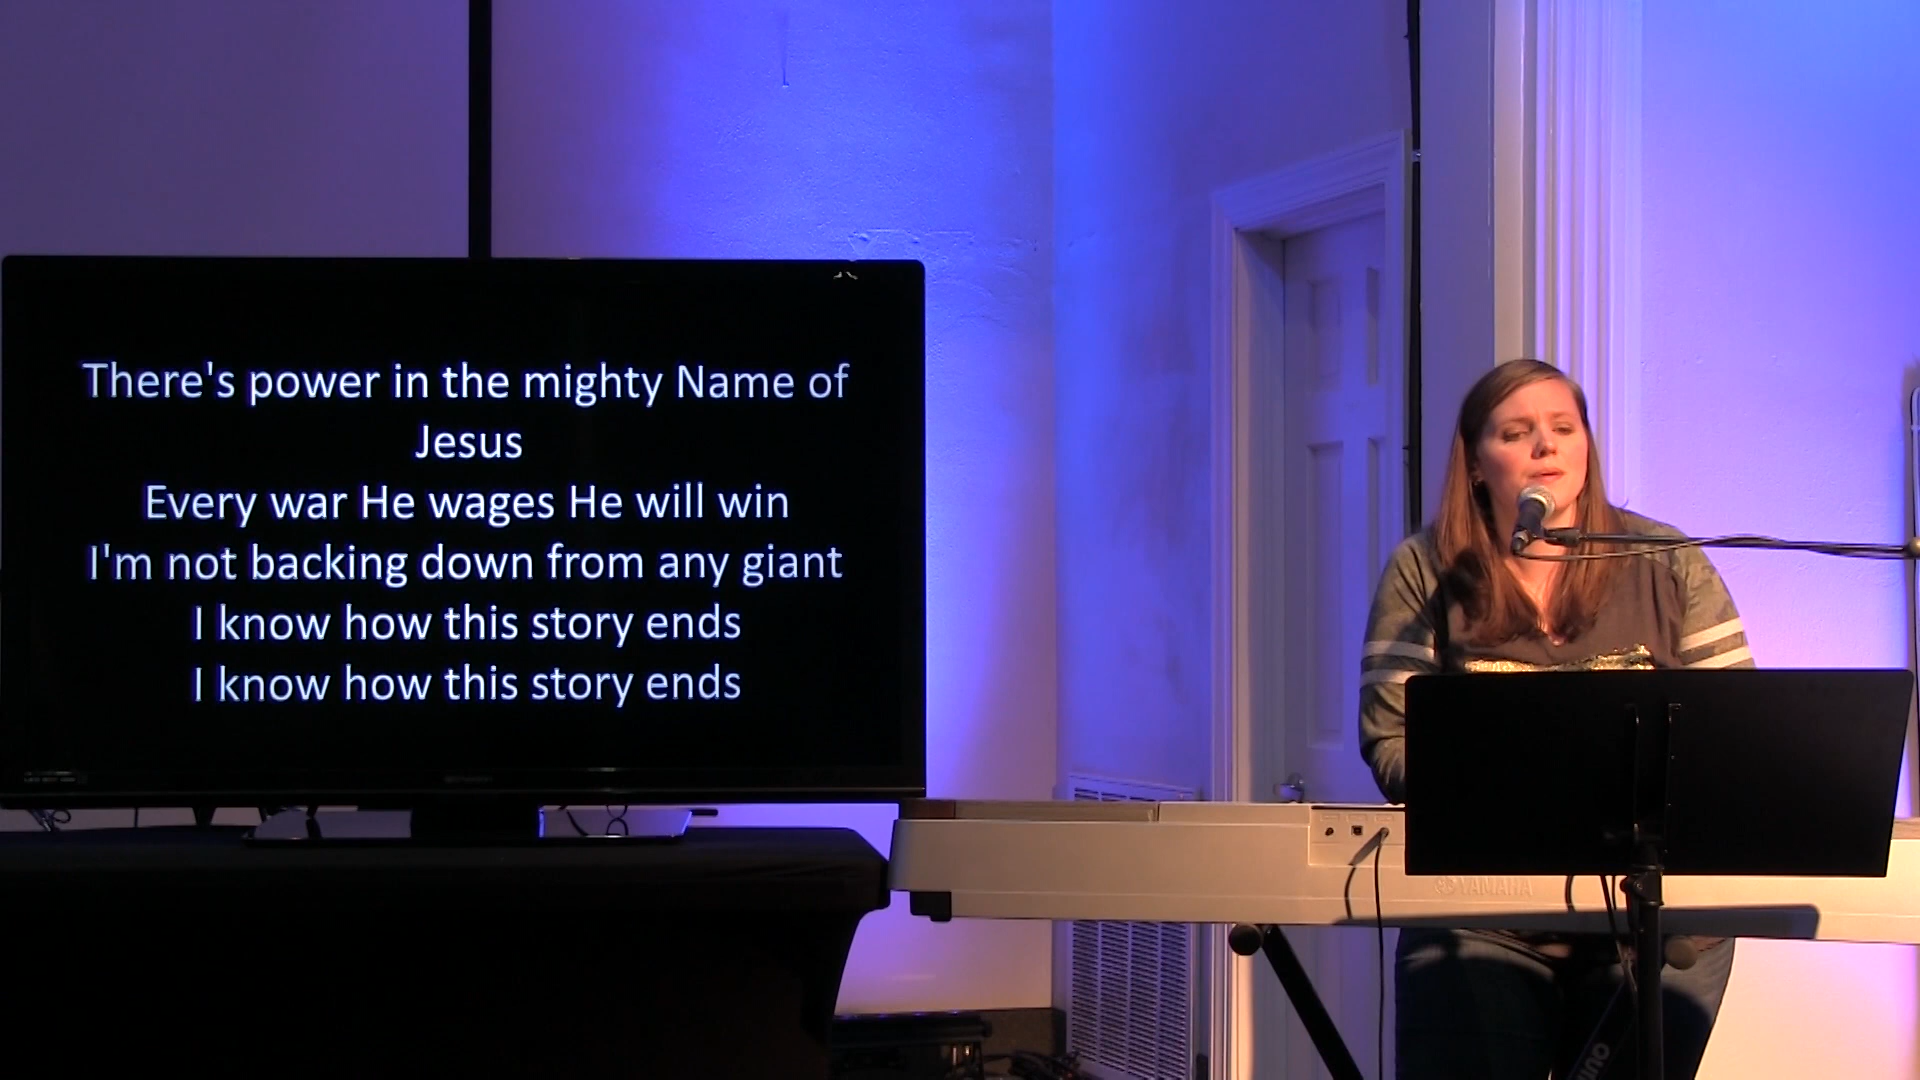 There's power in the mighty Name of
Jesus
Every war He wages He will win
I'm not backing down from any giant
I know how this story ends
I know how this story ends
YAMAHA